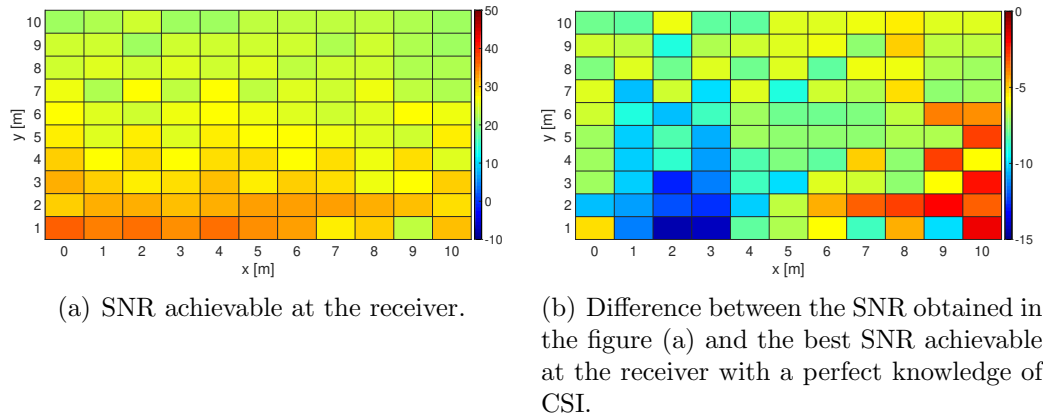 10
9
8
7
6
5
4
3
2
1
y [m]
0 1 2 3 4 5 6 7 8 9 10
x [m]
50
40
30
20
10
0
-10
(a) SNR achievable at the receiver.
10
9
8
7
6
5
4
3
2
1
y [m]
0 1 2 3 4 5 6 7 8 9 10
x [m]
0
-5
-10
-15
(b) Difference between the SNR obtained in
the figure (a) and the best SNR achievable
at the receiver with a perfect knowledge of
CSI.